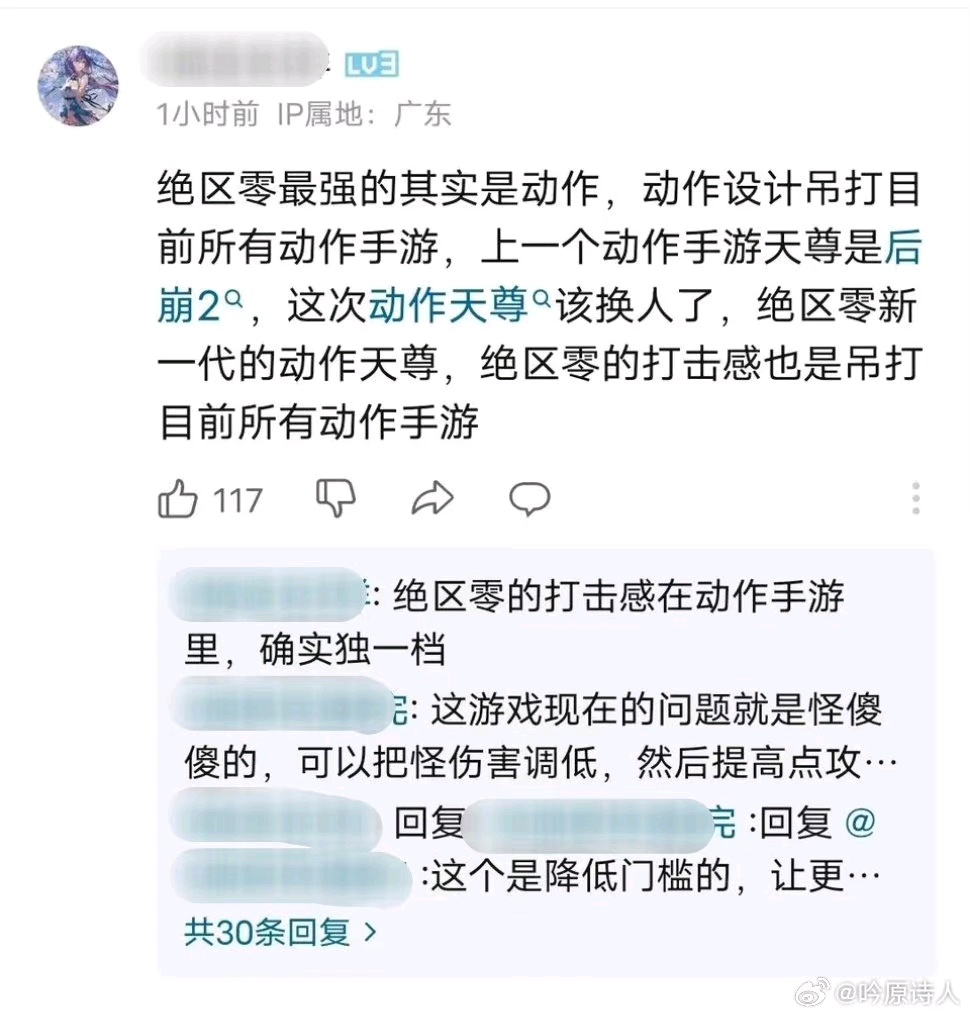 LV3
1小时前 IP属地：广东
绝区零最强的其实是动作，动作设计吊打目
前所有动作手游，上一个动作手游天尊是后
崩2，这次动作天尊该换人了，绝区零新
一代的动作天尊，绝区零的打击感也是吊打
目前所有动作手游
117
: 绝区零的打击感在动作手游
里，确实独一档
完: 这游戏现在的问题就是怪傻
傻的，可以把怪伤害调低，然后提高点攻…
回复 完 :回复 @
:这个是降低门槛的，让更…
共30条回复 >
@吟原诗人